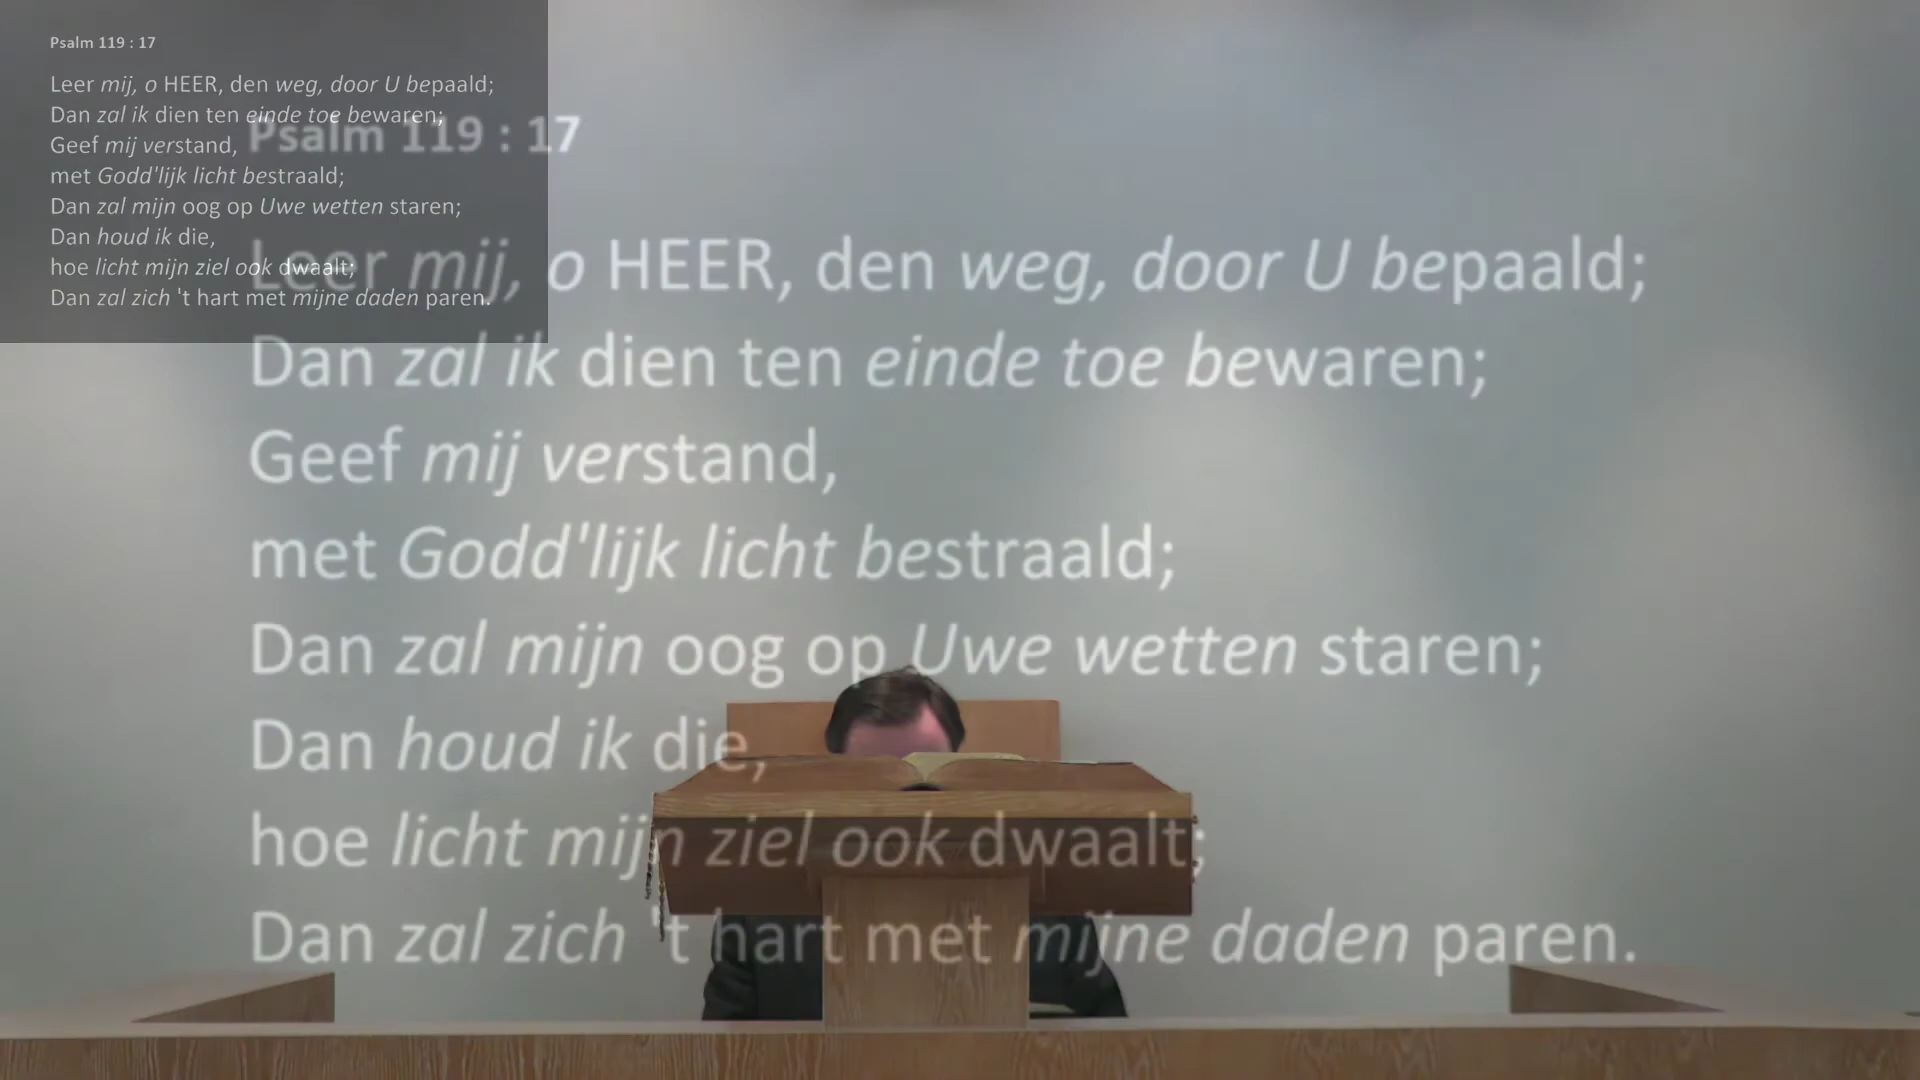 Psalm 119 : 17
Leer mij, o HEER, den weg, door U bepaald;
Dan zal ik dien ten einde toe bewaren;
Geef mij verstand,
met Godd'lijk licht bestraald;
Dan zal mijn oog op Uwe wetten staren;
Dan houd ik die,
hoe licht mijn ziel ook dwaalt;
Dan zal zich 't hart met mijne daden paren.
Psalm 119 : 17
Leer mij, o HEER, den weg, door U bepaald;
Dan zal ik dien ten einde toe bewaren;
Geef mij verstand,
met Godd'lijk licht bestraald;
Dan zal mijn oog op Uwe wetten staren;
Dan houd ik die,
hoe licht mijn ziel ook dwaalt;
Dan zal zich 't hart met mijne daden paren.